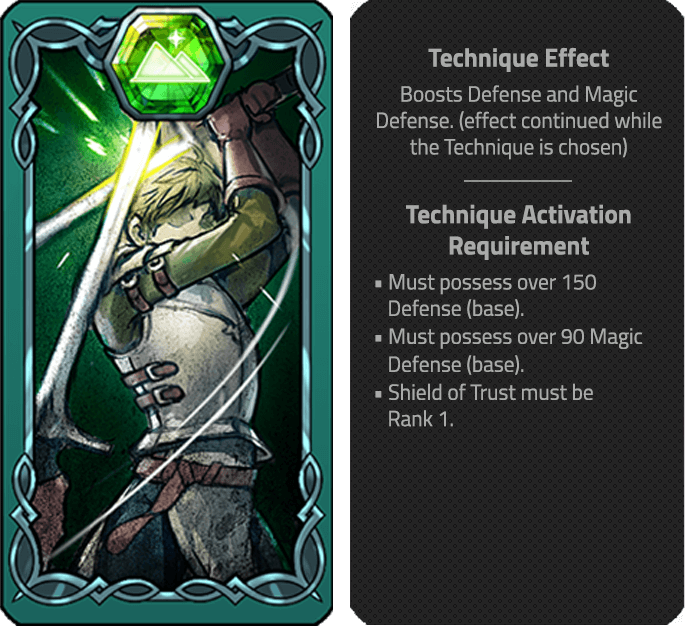 Technique Effect
Boosts Defense and Magic
Defense. (effect continued while
the Technique is chosen)
Technique Activation
Requirement
▪ Must possess over 150
Defense (base).
▪ Must possess over 90 Magic
Defense (base).
▪ Shield of Trust must be
Rank 1.